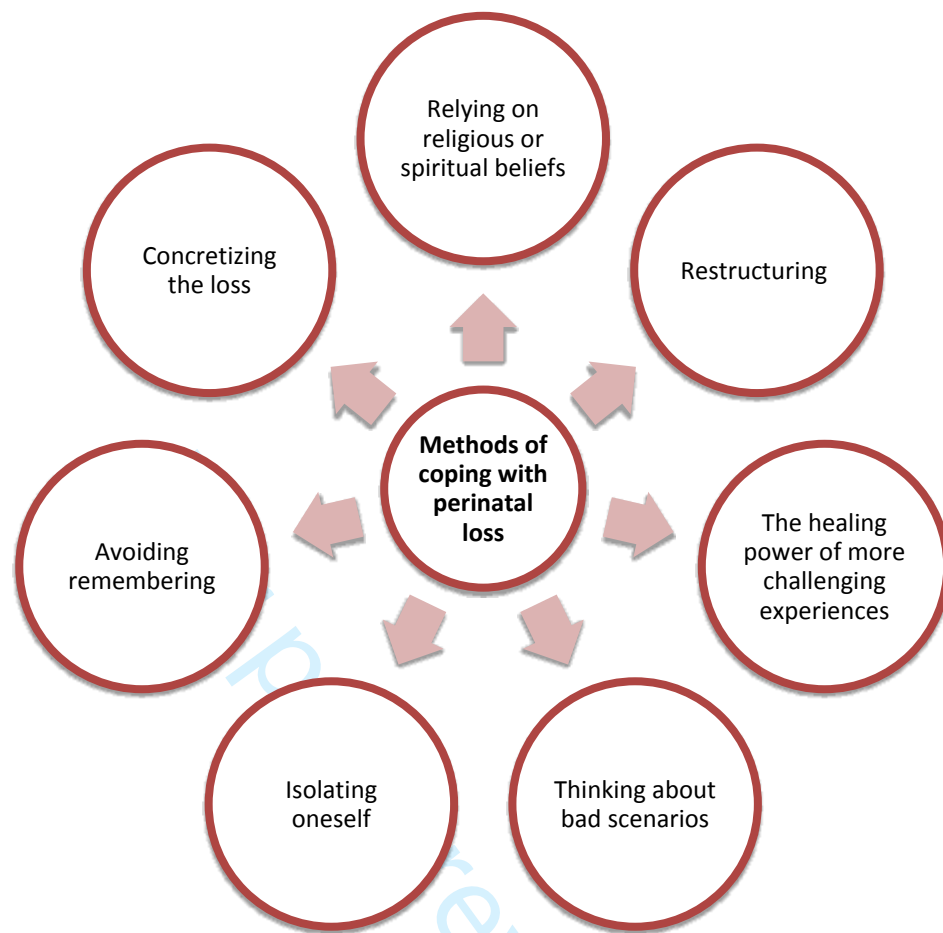 Relying on
religious or
spiritual beliefs
Restructuring
The healing
power of more
challenging
experiences
Thinking about
bad scenarios
Isolating
oneself
Avoiding
remembering
Concretizing
the loss
Methods of
coping with
perinatal
loss